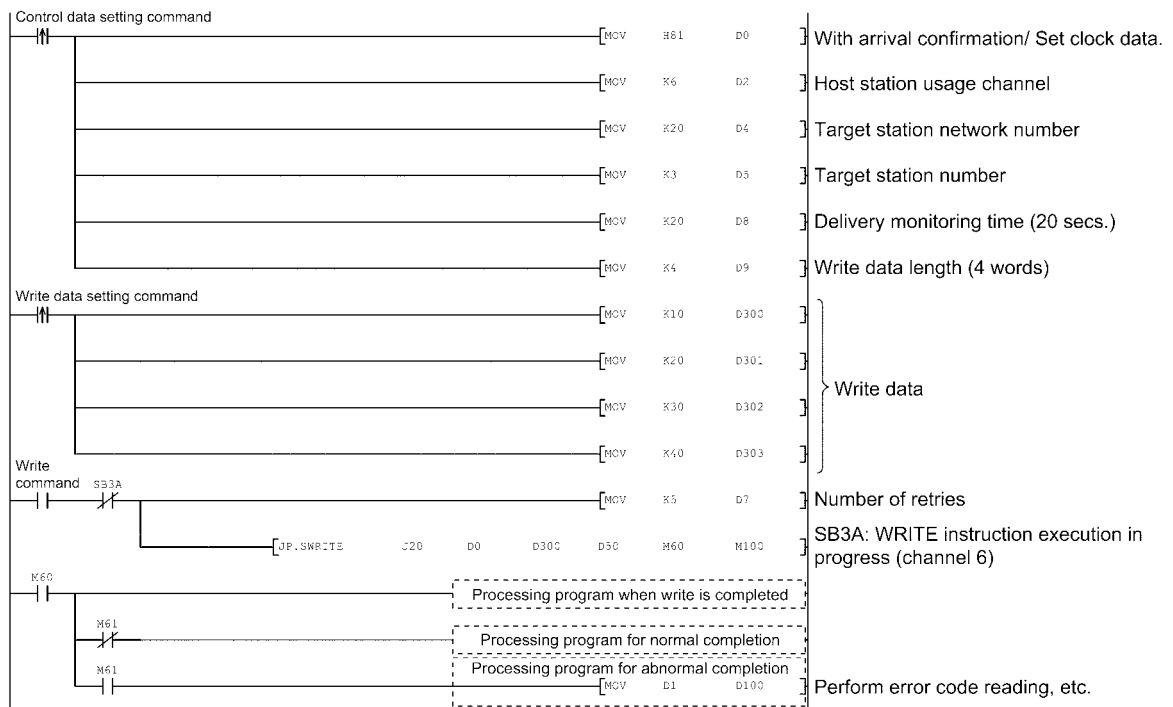 Control data setting command
MOV H81 D0 With arrival confirmation/ Set clock data.
MOV K6 D2 Host station usage channel
MOV K20 D4 Target station network number
MOV K3 D5 Target station number
MOV K20 D8 Delivery monitoring time (20 secs.)
MOV K4 D9 Write data length (4 words)
Write data setting command
MOV K10 D300
MOV K20 D301
Write data
MOV K30 D302
MOV K40 D303
Write
command SB3A
MOV K5 D7 Number of retries
JP.SWRITE J20 D0 D300 D50 M60 M100
SB3A: WRITE instruction execution in
progress (channel 6)
M60
Processing program when write is completed
M61
Processing program for normal completion
M61
Processing program for abnormal completion
MOV D1 D100 Perform error code reading, etc.